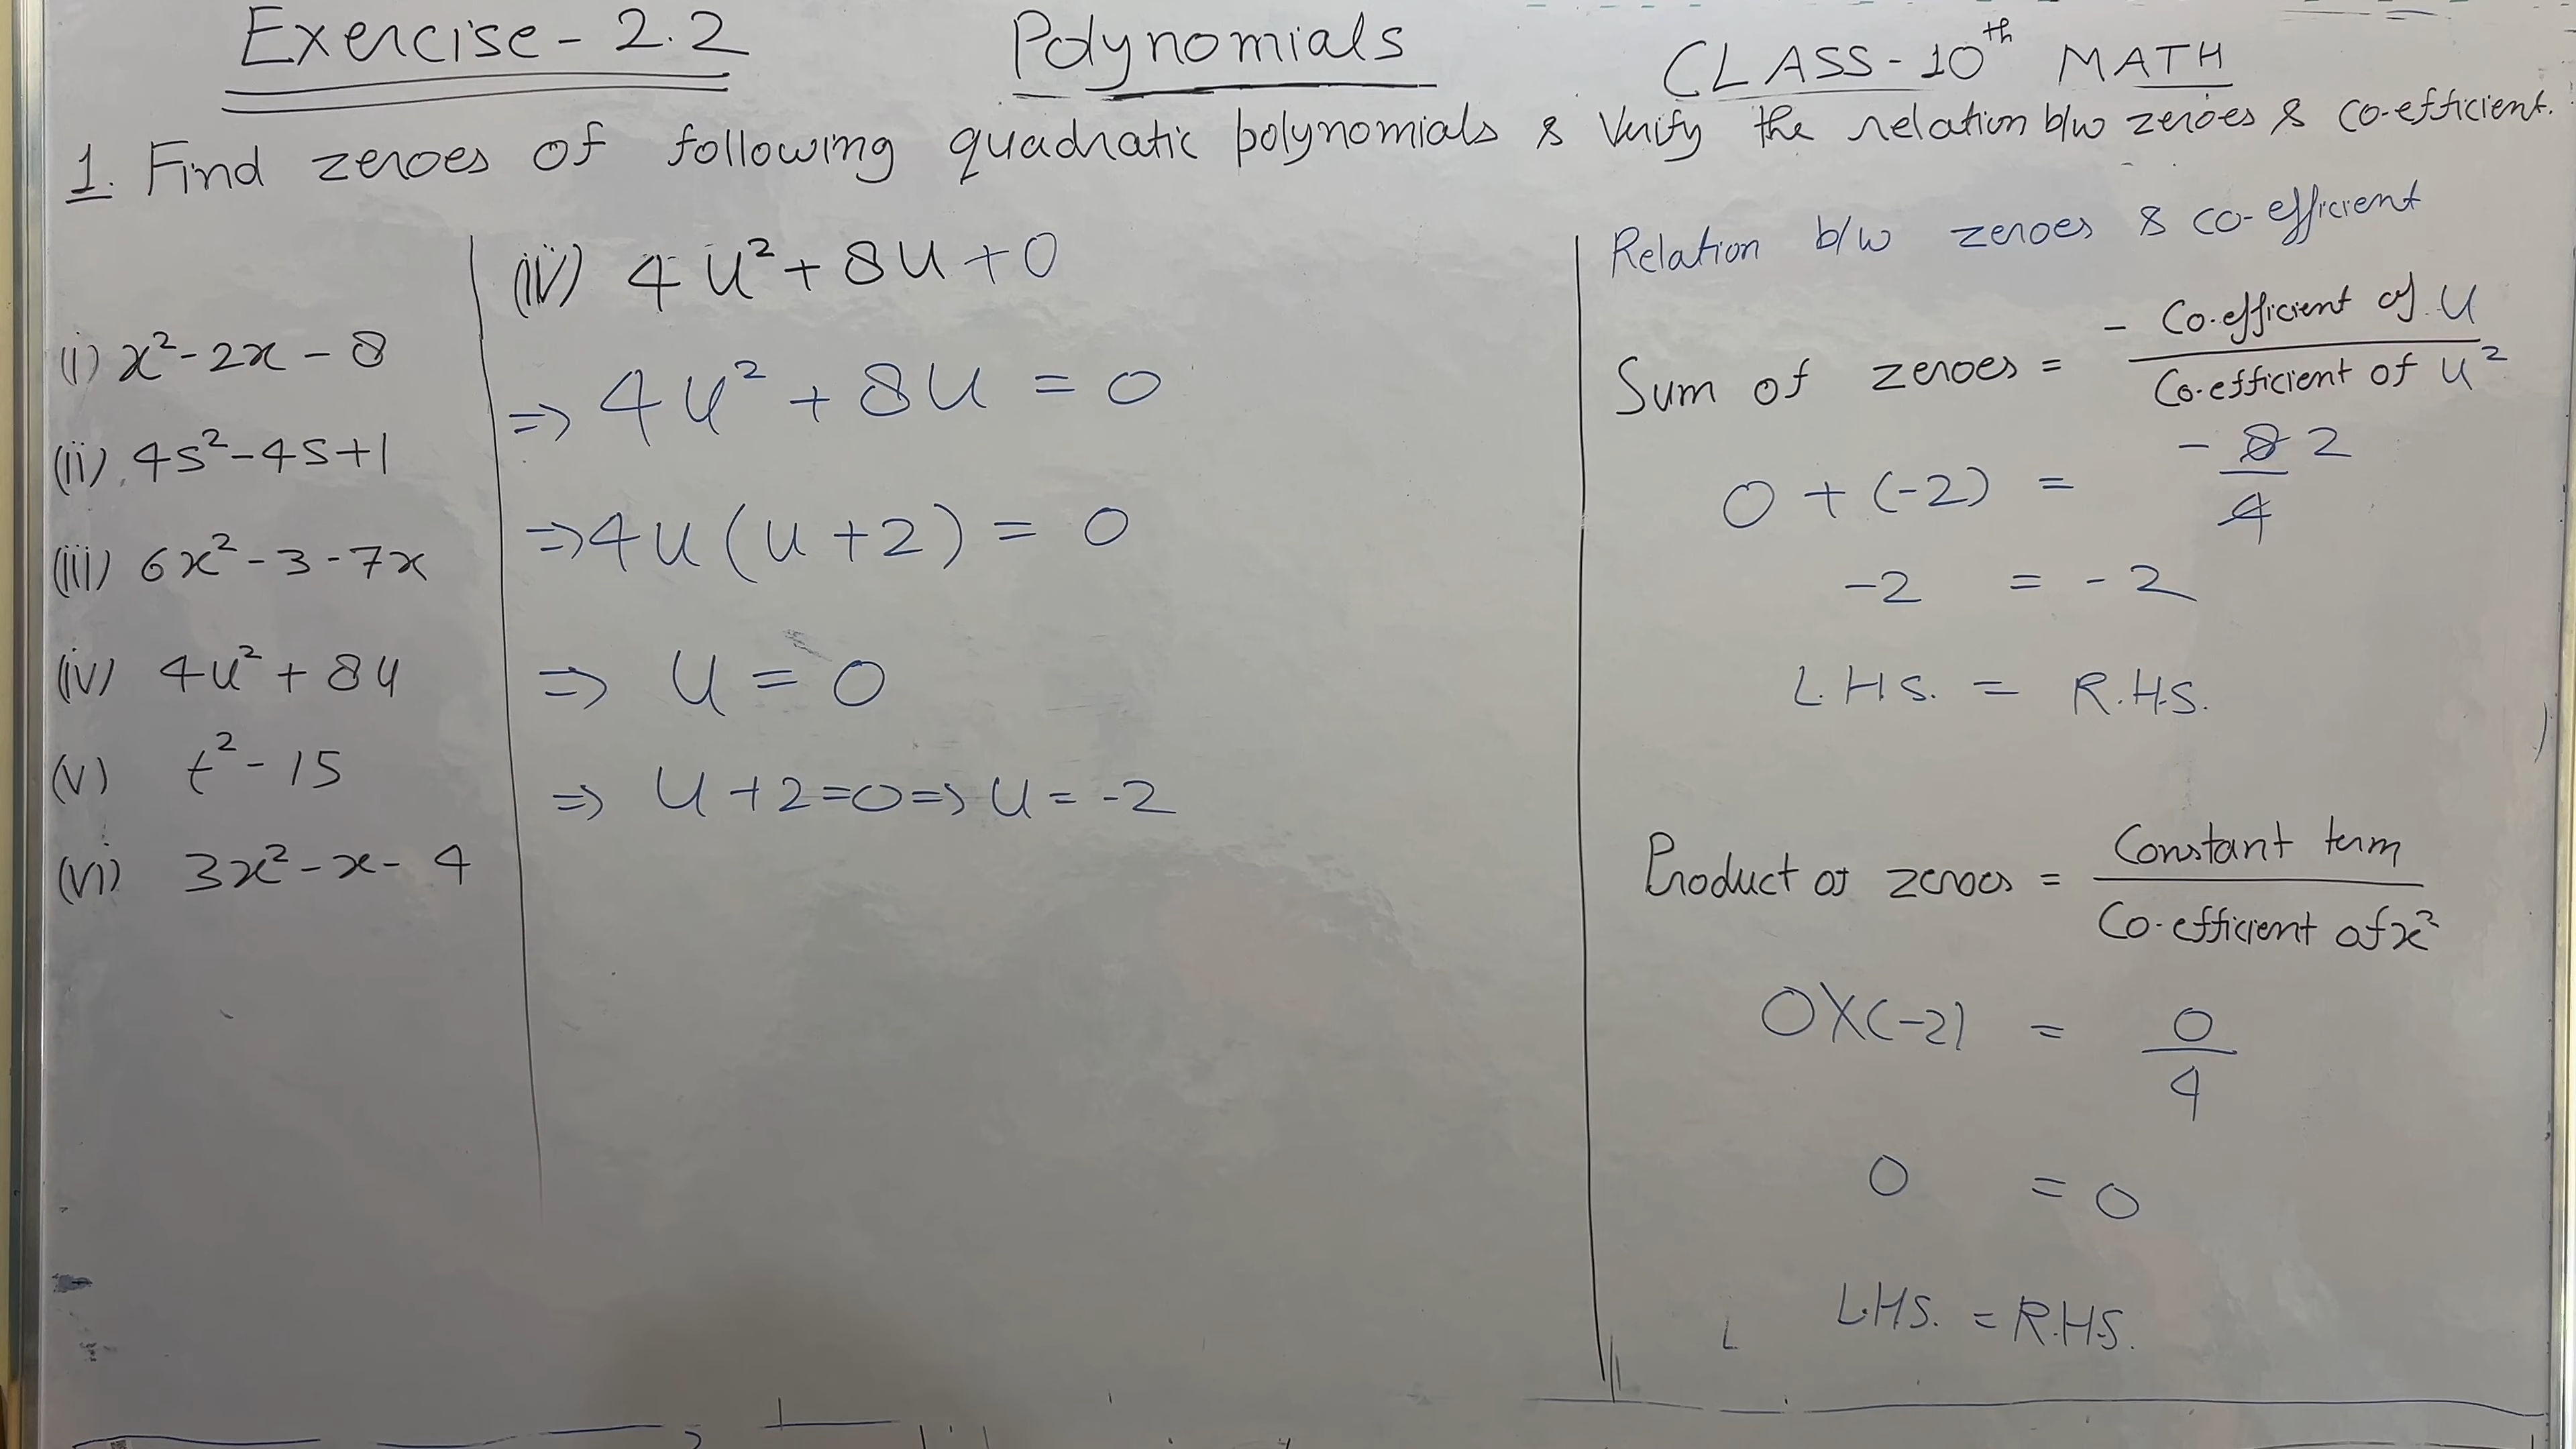 Exercise - 2.2 Polynomials CLASS - 10th MATH
1. Find zeroes of following quadratic polynomials & Verify the relation b/w zeroes & co-efficient.
(i) x² - 2x - 8
(ii) 4s² - 4s + 1
(iii) 6x² - 3 - 7x
(iv) 4u² + 8u
(v) t² - 15
(vi) 3x² - x - 4
(iv) 4u² + 8u + 0
=> 4u² + 8u = 0
=> 4u (u + 2) = 0
=> u = 0
=> u + 2 = 0 => u = -2
Relation b/w zeroes & co-efficient
Sum of zeroes = - Co-efficient of u / Co-efficient of u²
0 + (-2) = - 8 2 / 4
-2 = -2
L.H.S. = R.H.S.
Product of zeroes = Constant term / Co-efficient of x²
0 X (-2) = 0 / 4
0 = 0
L L.H.S. = R.H.S.